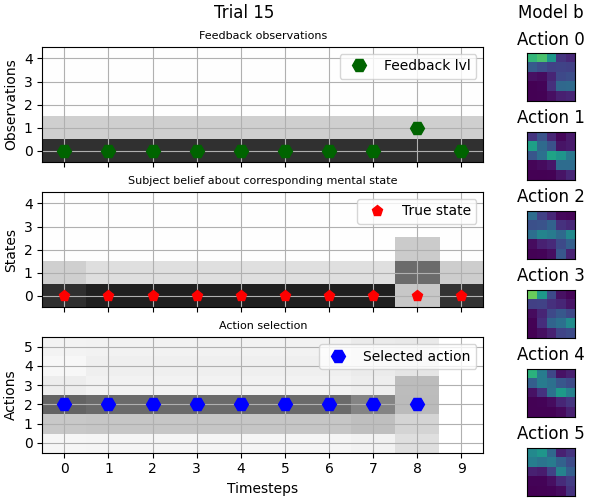 Trial 15
Model b
Feedback observations
Observations
4
3
2
1
0
Feedback lvl
Subject belief about corresponding mental state
States
4
3
2
1
0
True state
Action selection
Actions
5
4
3
2
1
0
Selected action
0 1 2 3 4 5 6 7 8 9
Timesteps
Action 0
Action 1
Action 2
Action 3
Action 4
Action 5